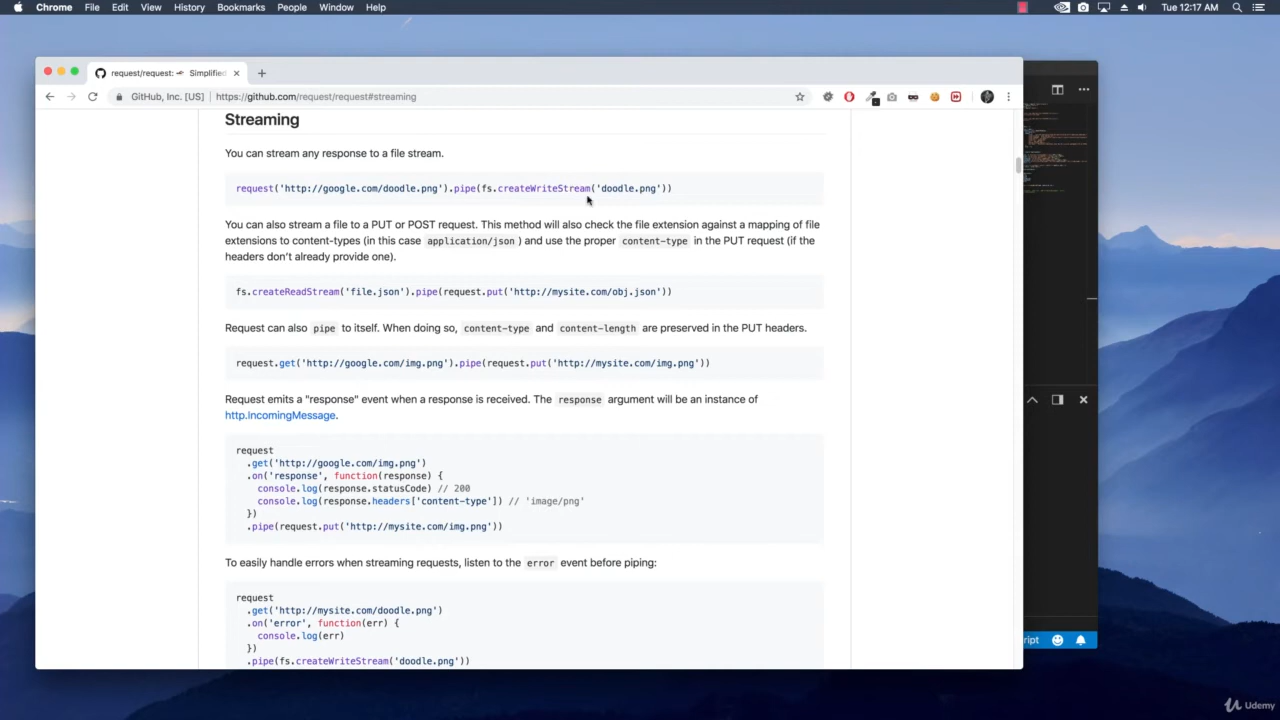 Chrome File Edit View History Bookmarks People Window Help
Tue 12:17 AM
request/request: Simplified
GitHub, Inc. [US] | https://github.com/request/request#streaming
Streaming
You can stream any response to a file stream.
request('http://google.com/doodle.png').pipe(fs.createWriteStream('doodle.png'))
You can also stream a file to a PUT or POST request. This method will also check the file extension against a mapping of file
extensions to content-types (in this case application/json ) and use the proper content-type in the PUT request (if the
headers don't already provide one).
fs.createReadStream('file.json').pipe(request.put('http://mysite.com/obj.json'))
Request can also pipe to itself. When doing so, content-type and content-length are preserved in the PUT headers.
request.get('http://google.com/img.png').pipe(request.put('http://mysite.com/img.png'))
Request emits a "response" event when a response is received. The response argument will be an instance of
http.IncomingMessage.
request
.get('http://google.com/img.png')
.on('response', function(response) {
console.log(response.statusCode) // 200
console.log(response.headers['content-type']) // 'image/png'
})
.pipe(request.put('http://mysite.com/img.png'))
To easily handle errors when streaming requests, listen to the error event before piping:
request
.get('http://mysite.com/doodle.png')
.on('error', function(err) {
console.log(err)
})
.pipe(fs.createWriteStream('doodle.png'))
ript
Udemy